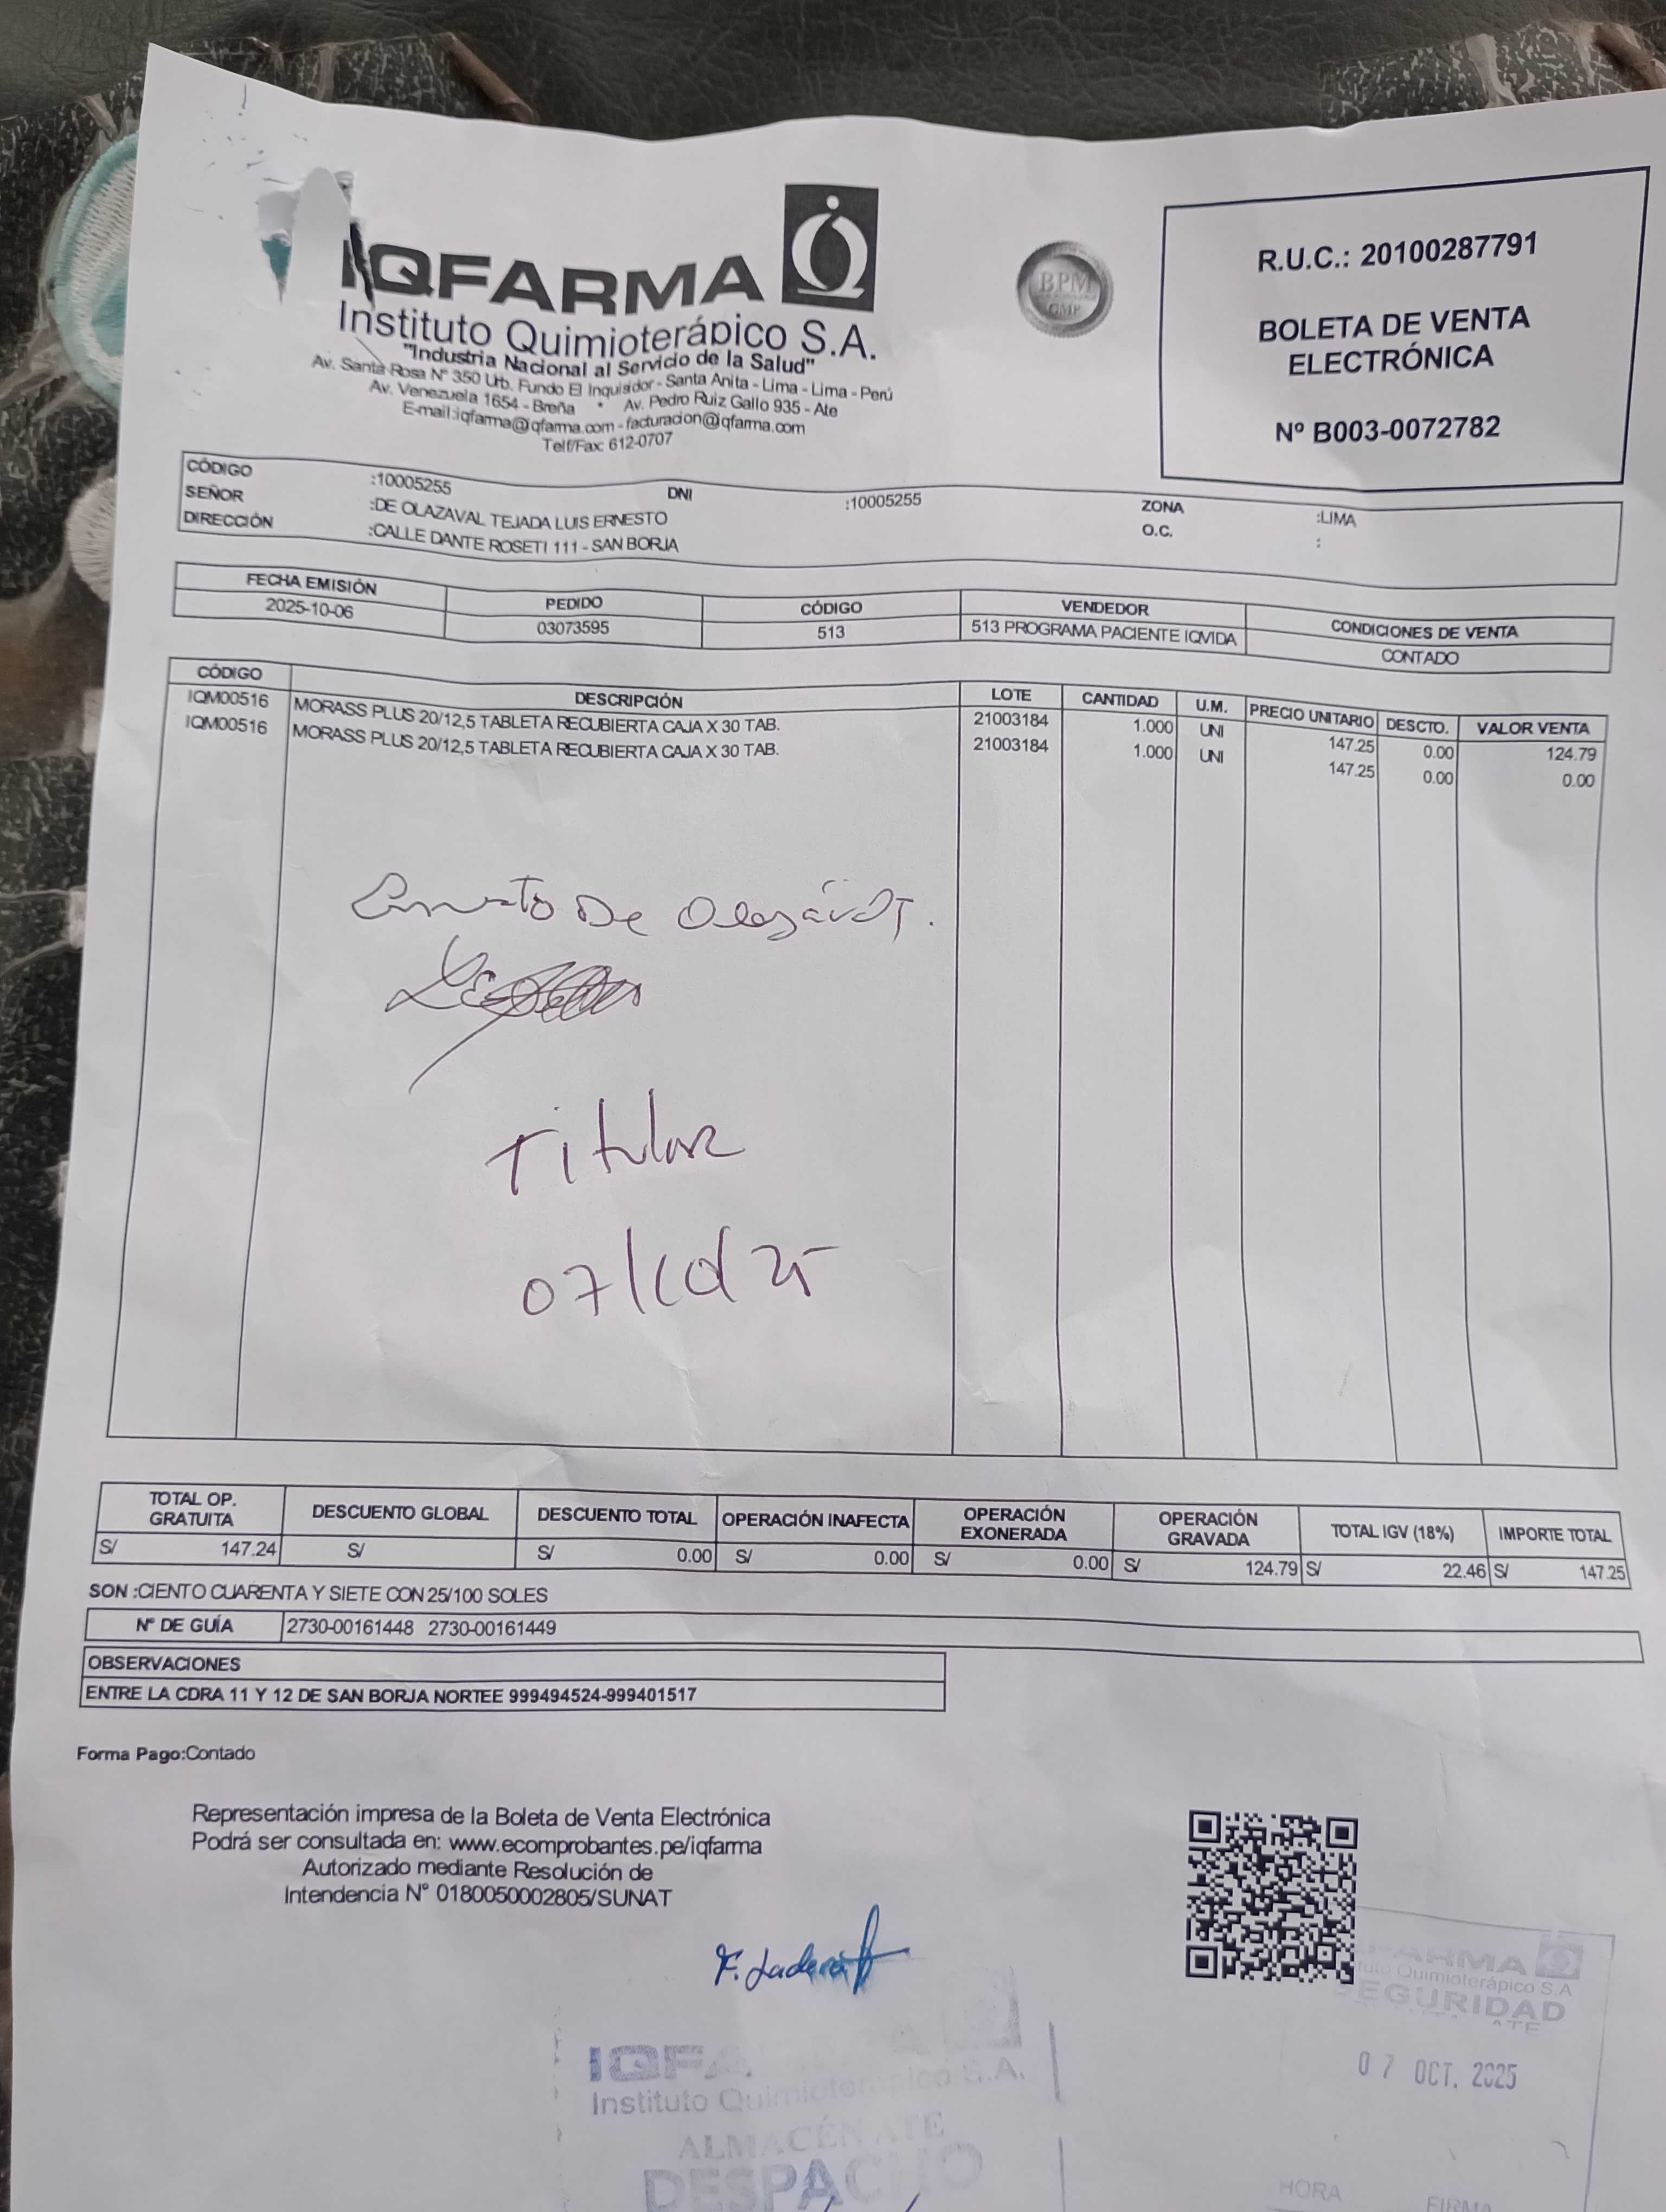 IQFARMA
Instituto Quimioterápico S.A.
"Industria Nacional al Servicio de la Salud"
Av. Santa Rosa Nº 350 Urb. Fundo El Inquisidor - Santa Anita - Lima - Lima - Perú
Av. Venezuela 1654 - Breña * Av. Pedro Ruiz Gallo 935 - Ate
E-mail:iqfarma@iqfarma.com - facturacion@iqfarma.com
Telf/Fax: 612-0707
BPM
GMP
R.U.C.: 20100287791
BOLETA DE VENTA
ELECTRÓNICA
Nº B003-0072782
CÓDIGO :10005255 DNI :10005255 ZONA :LIMA
SEÑOR :DE OLAZAVAL TEJADA LUIS ERNESTO O.C. :
DIRECCIÓN :CALLE DANTE ROSETI 111 - SAN BORJA
FECHA EMISIÓN PEDIDO CÓDIGO VENDEDOR CONDICIONES DE VENTA
2025-10-06 03073595 513 513 PROGRAMA PACIENTE IQVIDA CONTADO
CÓDIGO DESCRIPCIÓN LOTE CANTIDAD U.M. PRECIO UNITARIO DESCTO. VALOR VENTA
IQM00516 MORASS PLUS 20/12,5 TABLETA RECUBIERTA CAJA X 30 TAB. 21003184 1.000 UNI 147.25 0.00 124.79
IQM00516 MORASS PLUS 20/12,5 TABLETA RECUBIERTA CAJA X 30 TAB. 21003184 1.000 UNI 147.25 0.00 0.00
Ernesto De
Titular
07/10/25
TOTAL OP. GRATUITA DESCUENTO GLOBAL DESCUENTO TOTAL OPERACIÓN INAFECTA OPERACIÓN EXONERADA OPERACIÓN GRAVADA TOTAL IGV (18%) IMPORTE TOTAL
S/ 147.24 S/ S/ 0.00 S/ 0.00 S/ 0.00 S/ 124.79 S/ 22.46 S/ 147.25
SON :CIENTO CUARENTA Y SIETE CON 25/100 SOLES
Nº DE GUÍA 2730-00161448 2730-00161449
OBSERVACIONES
ENTRE LA CDRA 11 Y 12 DE SAN BORJA NORTEE 999494524-999401517
Forma Pago:Contado
Representación impresa de la Boleta de Venta Electrónica
Podrá ser consultada en: www.ecomprobantes.pe/iqfarma
Autorizado mediante Resolución de
Intendencia Nº 0180050002805/SUNAT
SEGURIDAD
ATE
07 OCT. 2025
HORA FIRMA
Instituto Quimioterápico S.A.
ALMACÉN ATE
DESPACHO